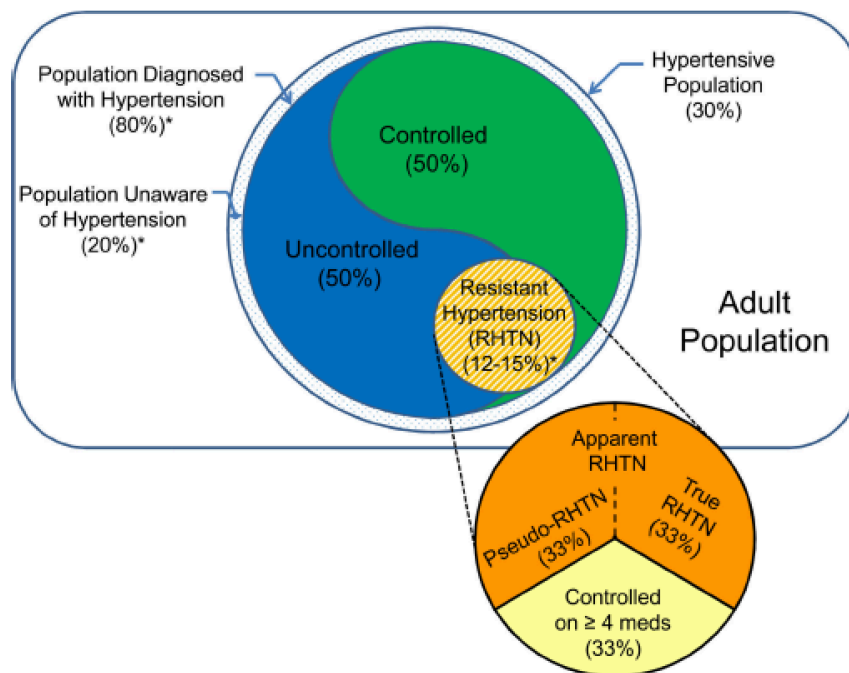 Population Diagnosed
with Hypertension
(80%)*
Hypertensive
Population
(30%)
Controlled
(50%)
Population Unaware
of Hypertension
(20%)*
Uncontrolled
(50%)
Resistant
Hypertension
(RHTN)
(12-15%)*
Adult
Population
Apparent
RHTN
Pseudo-RHTN
(33%)
True
RHTN
(33%)
Controlled
on ≥ 4 meds
(33%)